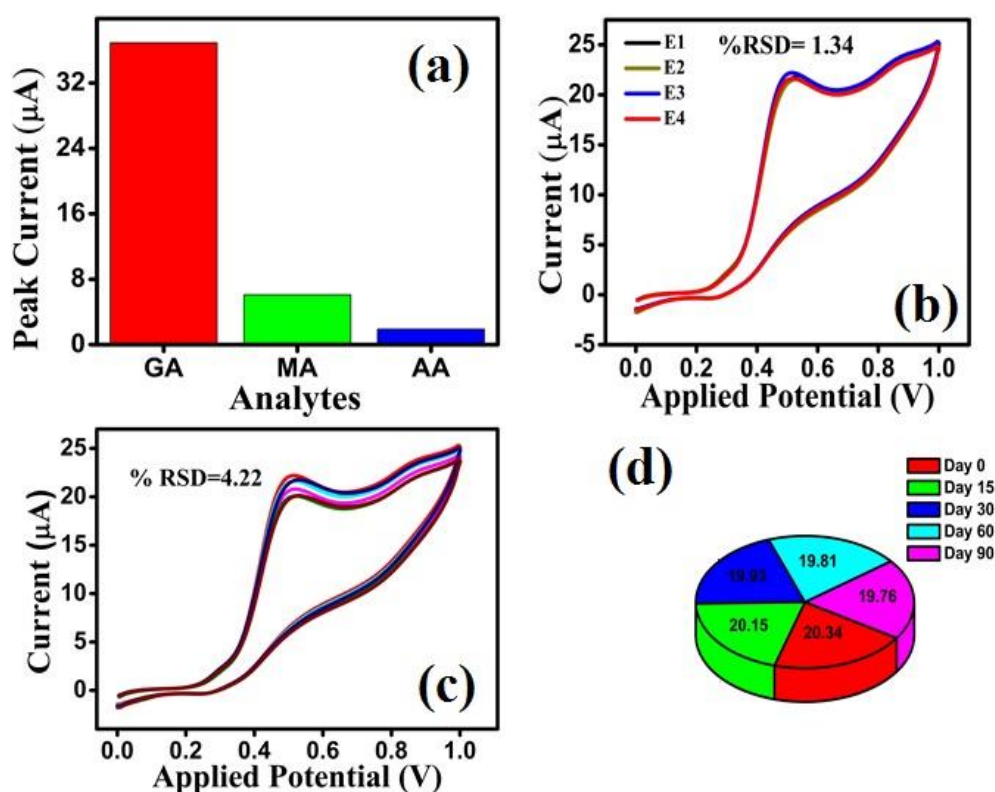 (a)
Peak Current (µA)
32
24
16
8
0
GA MA AA
Analytes
(b)
E1
E2
E3
E4
%RSD= 1.34
Current (µA)
25
20
15
10
5
0
-5
0.0 0.2 0.4 0.6 0.8 1.0
Applied Potential (V)
(c)
% RSD=4.22
Current (µA)
25
20
15
10
5
0
0.0 0.2 0.4 0.6 0.8 1.0
Applied Potential (V)
(d)
Day 0
Day 15
Day 30
Day 60
Day 90
19.81
19.93
19.76
20.15
20.34